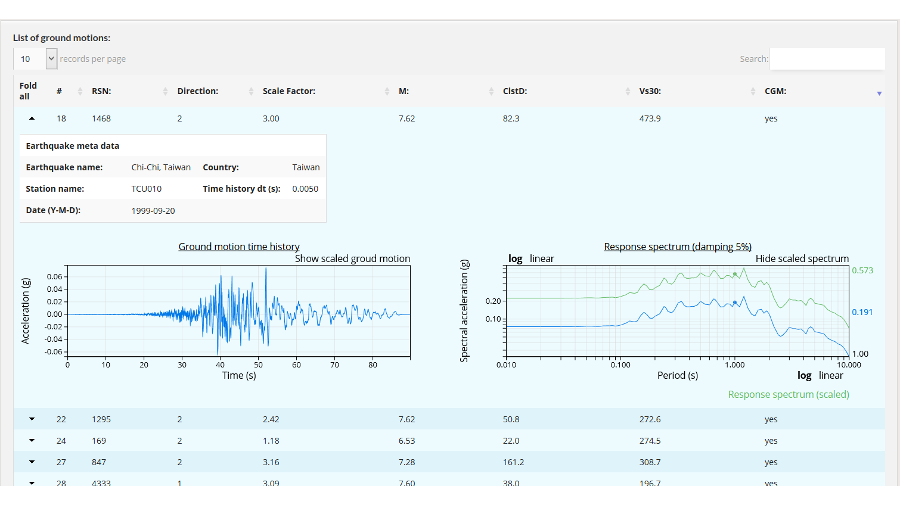 List of ground motions:
10 records per page Search:
Fold all # RSN: Direction: Scale Factor: M: ClstD: Vs30: CGM:
18 1468 2 3.00 7.62 82.3 473.9 yes
Earthquake meta data
Earthquake name: Chi-Chi, Taiwan Country: Taiwan
Station name: TCU010 Time history dt (s): 0.0050
Date (Y-M-D): 1999-09-20
Ground motion time history
Show scaled groud motion
Acceleration (g)
0.06
0.04
0.02
0.00
-0.02
-0.04
-0.06
0 10 20 30 40 50 60 70 80
Time (s)
Response spectrum (damping 5%)
log linear Hide scaled spectrum
Spectral acceleration (g)
0.573
0.20
0.191
0.10
1.00
0.010 0.100 1.000 10.000
Period (s) log linear
Response spectrum (scaled)
22 1295 2 2.42 7.62 50.8 272.6 yes
24 169 2 1.18 6.53 22.0 274.5 yes
27 847 2 3.16 7.28 161.2 308.7 yes
28 4333 1 3.09 7.60 38.0 196.7 yes